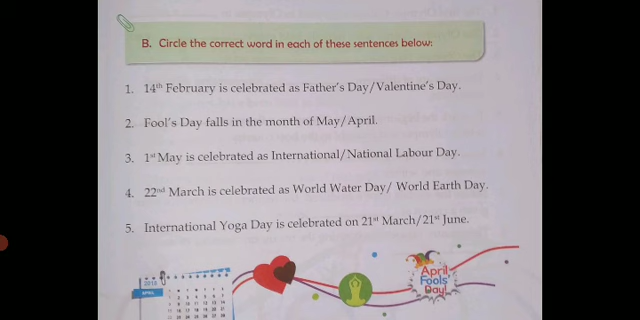 B. Circle the correct word in each of these sentences below:
1. 14th February is celebrated as Father's Day/Valentine's Day.
2. Fool's Day falls in the month of May/April.
3. 1st May is celebrated as International/National Labour Day.
4. 22nd March is celebrated as World Water Day/ World Earth Day.
5. International Yoga Day is celebrated on 21st March/21st June.
APRIL
April
Fools'
Day!